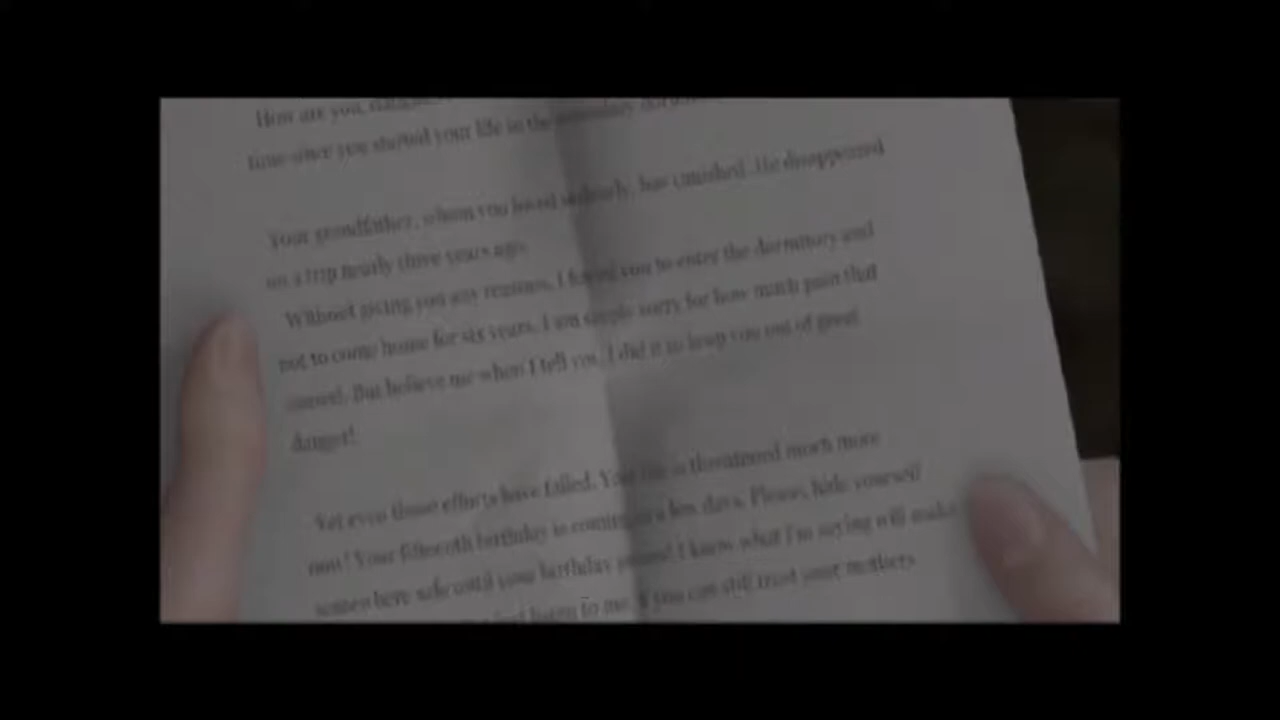 How are you,
time since you started your life in the secondary
Your grandfather, whom you loved so dearly, has vanished. He disappeared
on a trip nearly three years ago.
Without giving you any reasons, I forced you to enter the dormitory and
not to come home for six years. I am simple sorry for how much pain that
caused. But believe me when I tell you, I did it to keep you out of great
danger!
Yet even those efforts have failed. Your life is threatened much more
now! Your fifteenth birthday is coming in a few days. Please, hide yourself
somewhere safe until your birthday passes! I know what I'm saying will make
just listen to me. If you can still trust your mother,